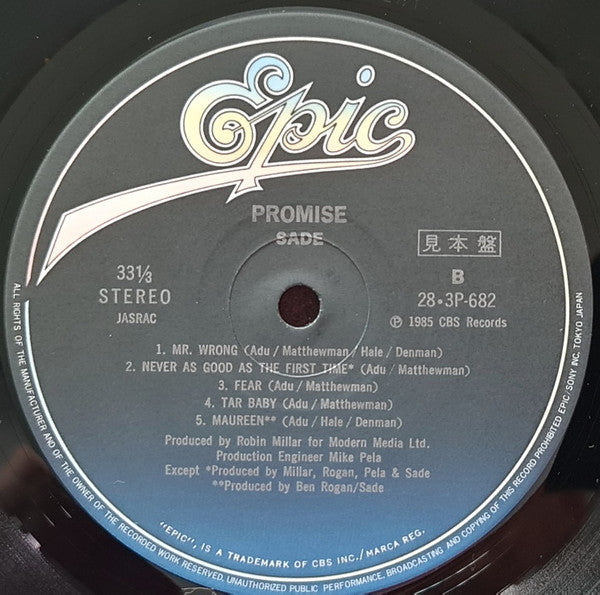 Epic
PROMISE
SADE
見本盤
33⅓
STEREO
JASRAC
B
28・3P-682
Ⓟ 1985 CBS Records
1. MR. WRONG (Adu / Matthewman / Hale / Denman)
2. NEVER AS GOOD AS THE FIRST TIME* (Adu / Matthewman)
3. FEAR (Adu / Matthewman)
4. TAR BABY (Adu / Matthewman)
5. MAUREEN** (Adu / Hale / Denman)
Produced by Robin Millar for Modern Media Ltd.
Production Engineer Mike Pela
Except *Produced by Millar, Rogan, Pela & Sade
**Produced by Ben Rogan/Sade
"EPIC", IS A TRADEMARK OF CBS INC./MARCA REG.
ALL RIGHTS OF THE MANUFACTURER AND OF THE OWNER OF THE RECORDED WORK RESERVED. UNAUTHORIZED PUBLIC PERFORMANCE, BROADCASTING AND COPYING OF THIS RECORD PROHIBITED EPIC/SONY INC. TOKYO JAPAN